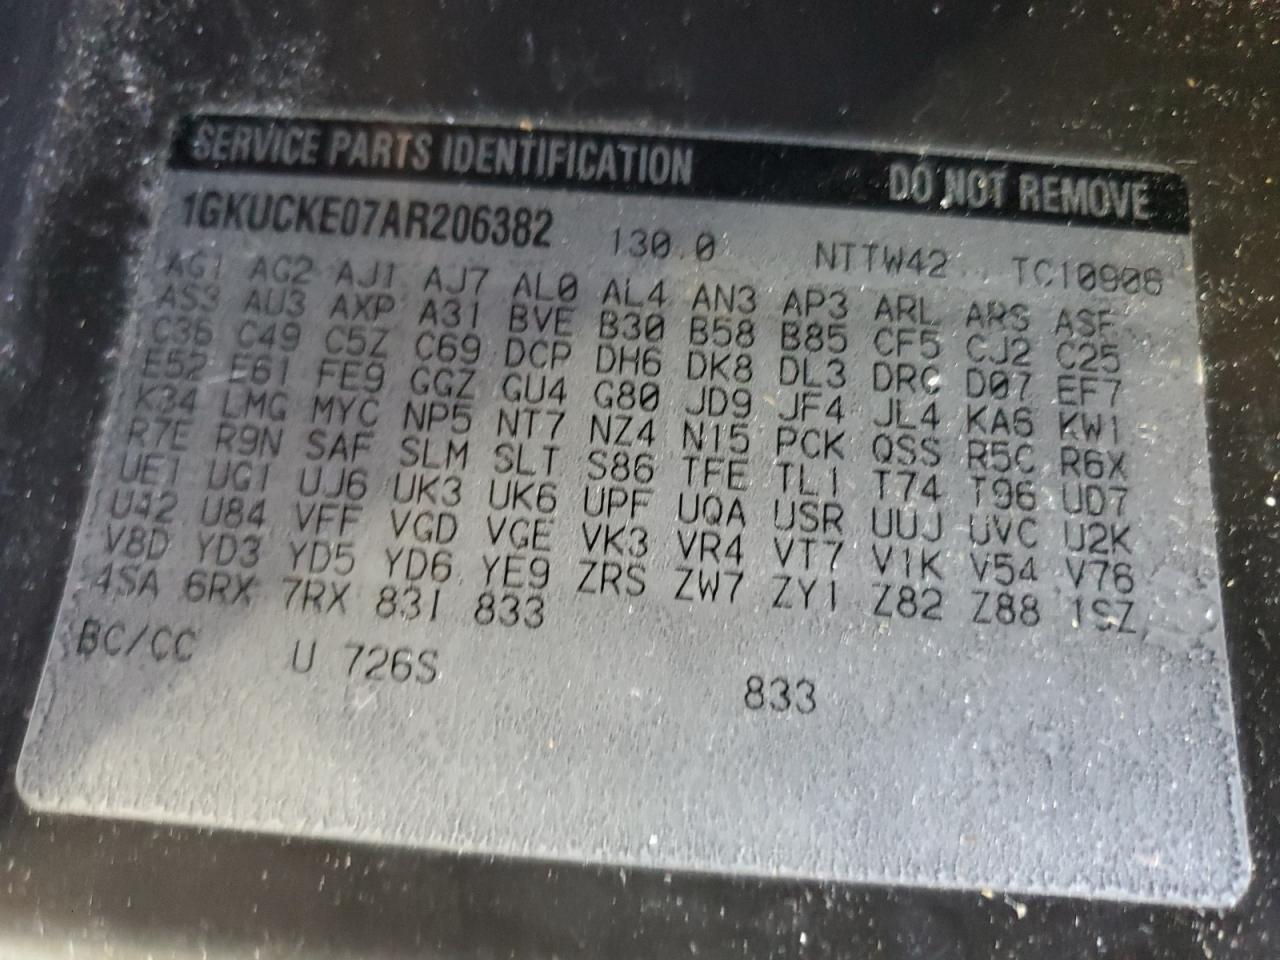 SERVICE PARTS IDENTIFICATION DO NOT REMOVE
1GKUCKE07AR206382 130.0 NTTW42 TC10906
AG1 AG2 AJ1 AJ7 AL0 AL4 AN3 AP3 ARL ARS ASF
AS3 AU3 AXP A31 BVE B30 B58 B85 CF5 CJ2 C25
C36 C49 C5Z C69 DCP DH6 DK8 DL3 DRC D07 EF7
E52 E61 FE9 GGZ GU4 G80 JD9 JF4 JL4 KA6 KW1
K34 LMG MYC NP5 NT7 NZ4 N15 PCK QSS R5C R6X
R7E R9N SAF SLM SLT S86 TFE TL1 T74 T96 UD7
UE1 UG1 UJ6 UK3 UK6 UPF UQA USR UUJ UVC U2K
U42 U84 VFF VGD VGE VK3 VR4 VT7 V1K V54 V76
V8D YD3 YD5 YD6 YE9 ZRS ZW7 ZY1 Z82 Z88 1SZ
4SA 6RX 7RX 83I 833
BC/CC U 726S 833